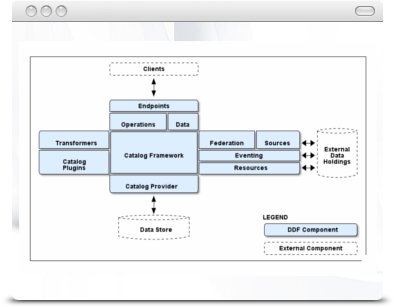 Clients
Endpoints
Operations
Data
Transformers
Catalog Framework
Federation
Sources
External
Data
Holdings
Catalog
Plugins
Eventing
Resources
Catalog Provider
Data Store
LEGEND
DDF Component
External Component